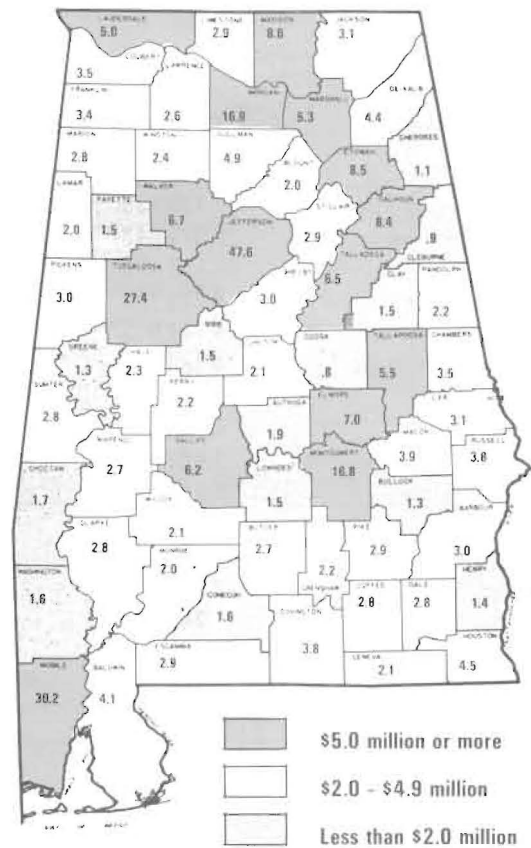 LAUDERDALE
5.0
LIMESTONE
2.9
MADISON
8.6
JACKSON
3.1
COLBERT
3.5
LAWRENCE
2.6
FRANKLIN
3.4
MORGAN
MARSHALL
5.3
DE KALB
4.4
MARION
2.8
WINSTON
2.4
CULLMAN
4.9
BLOUNT
2.0
ETOWAH
8.5
CHEROKEE
1.1
LAMAR
2.0
FAYETTE
1.5
WALKER
6.7
JEFFERSON
47.6
ST CLAIR
2.9
CALHOUN
8.4
.9
CLEBURNE
PICKENS
3.0
TUSCALOOSA
27.4
SHELBY
3.0
6.5
CLAY
1.5
RANDOLPH
2.2
GREENE
1.3
HALE
2.3
BIBB
1.5
2.1
COOSA
.8
TALLAPOOSA
5.5
CHAMBERS
3.5
SUMTER
2.8
PERRY
2.2
AUTAUGA
1.9
ELMORE
7.0
LEE
3.1
MARENGO
2.7
DALLAS
6.2
LOWNDES
1.5
MONTGOMERY
16.8
MACON
3.9
RUSSELL
3.8
BULLOCK
1.3
CHOCTAW
1.7
WILCOX
2.1
CLARKE
2.8
MONROE
2.0
BUTLER
2.7
CRENSHAW
2.2
PIKE
2.9
BARBOUR
3.0
WASHINGTON
1.6
CONECUH
1.6
COVINGTON
3.8
COFFEE
2.8
DALE
2.8
HENRY
1.4
ESCAMBIA
2.9
GENEVA
2.1
HOUSTON
4.5
MOBILE
BALDWIN
4.1
$5.0 million or more
$2.0 - $4.9 million
Less than $2.0 million